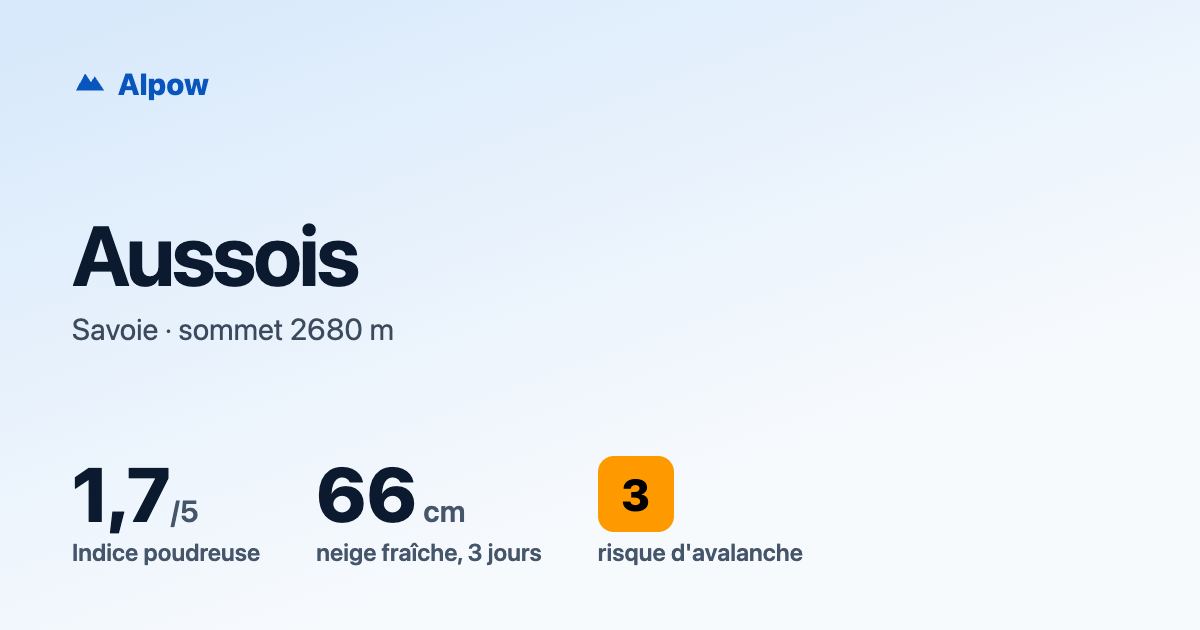 Alpow
Aussois
Savoie · sommet 2680 m
1,7/5
Indice poudreuse
66 cm
neige fraîche, 3 jours
3
risque d'avalanche